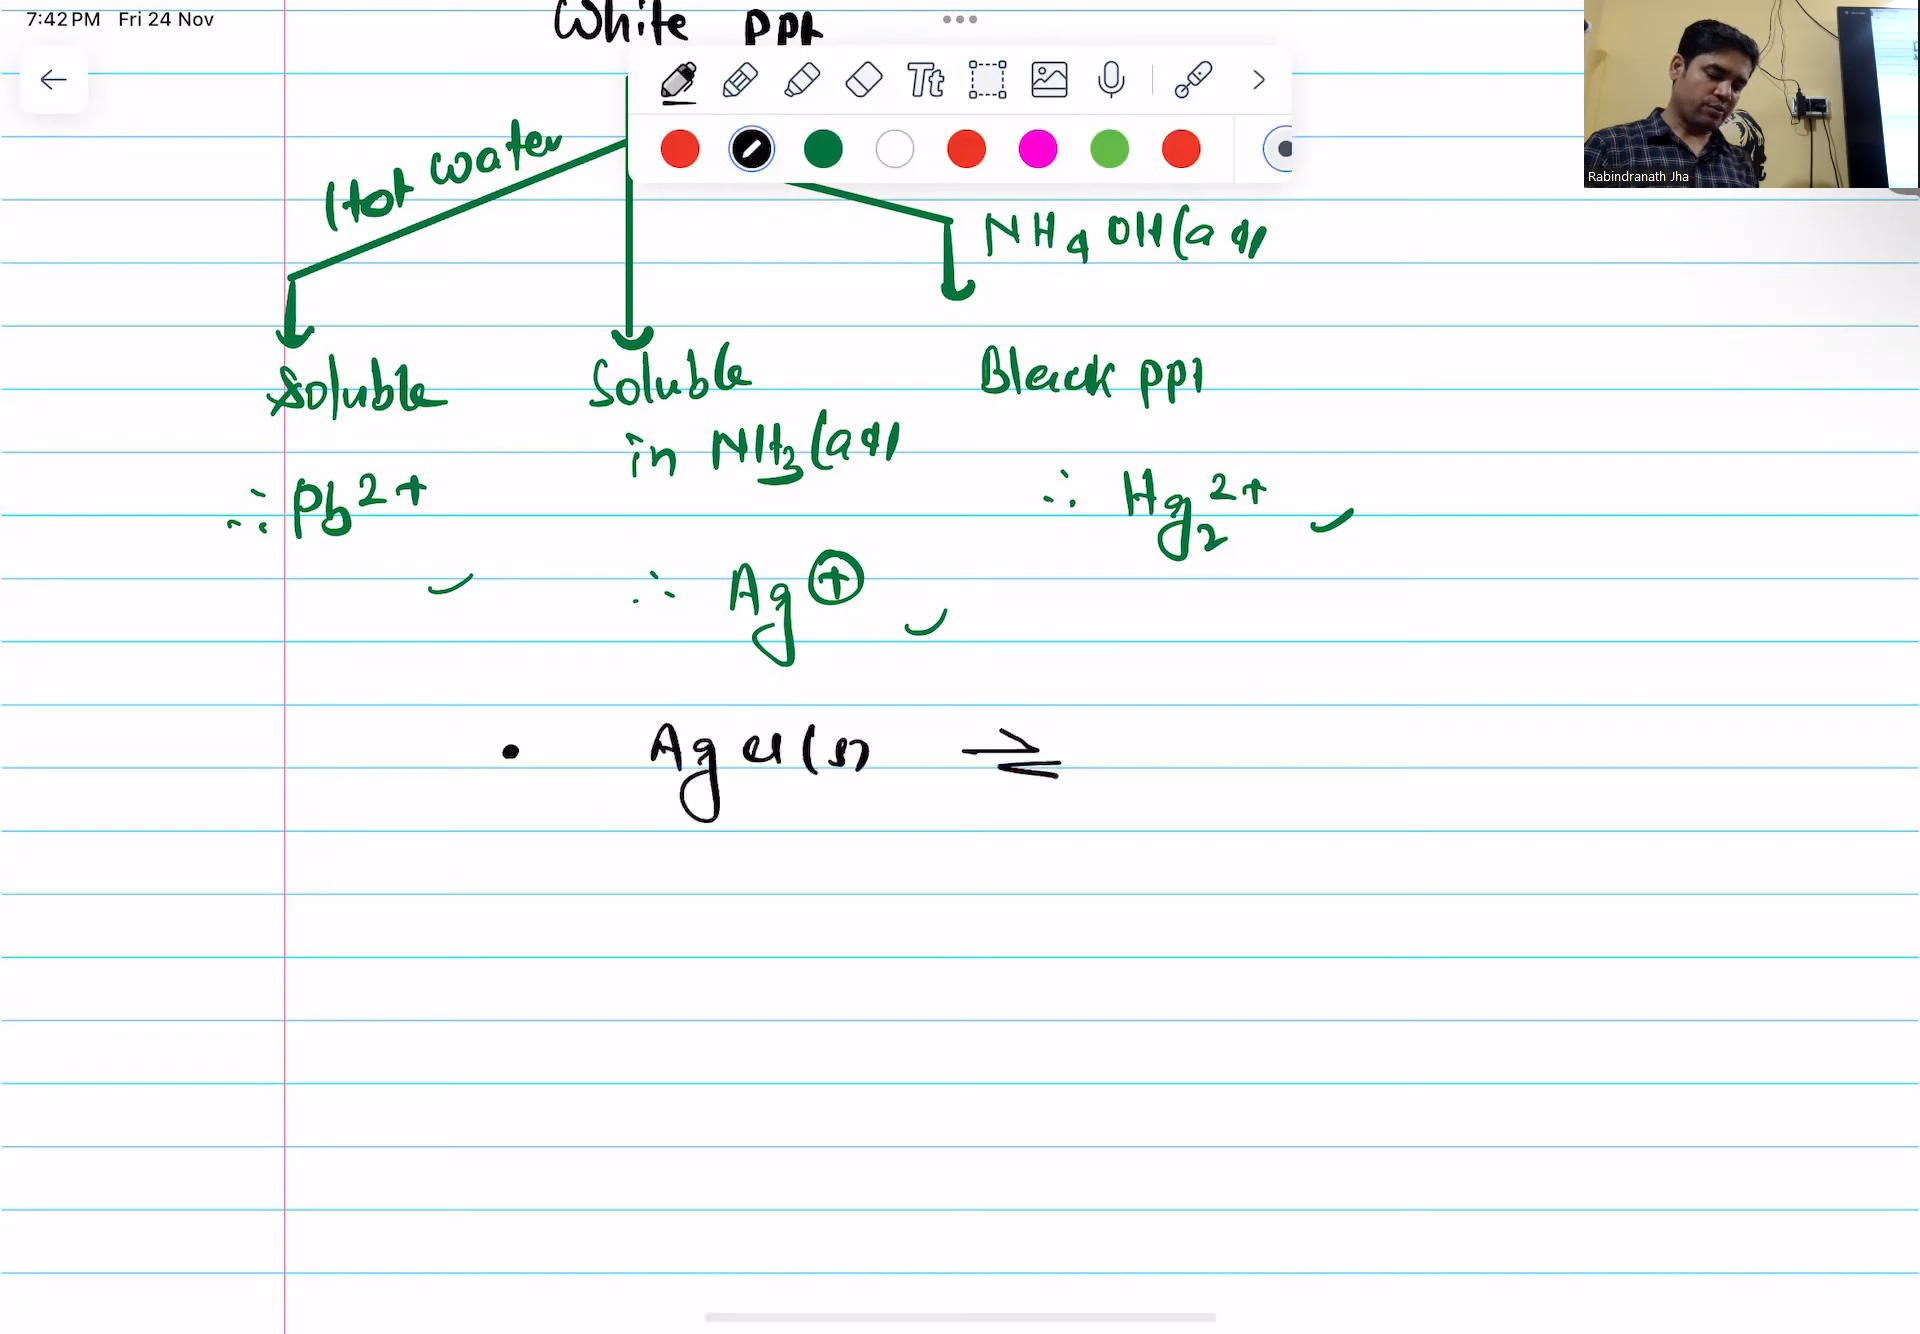 7:42 PM Fri 24 Nov
White ppt
Tt
Rabindranath Jha
Hot water
NH4OH(aq)
Soluble
Soluble
in NH3(aq)
Black ppt
∴ Pb²⁺
∴ Ag⊕
∴ Hg₂²⁺
• AgCl(s) ⇌